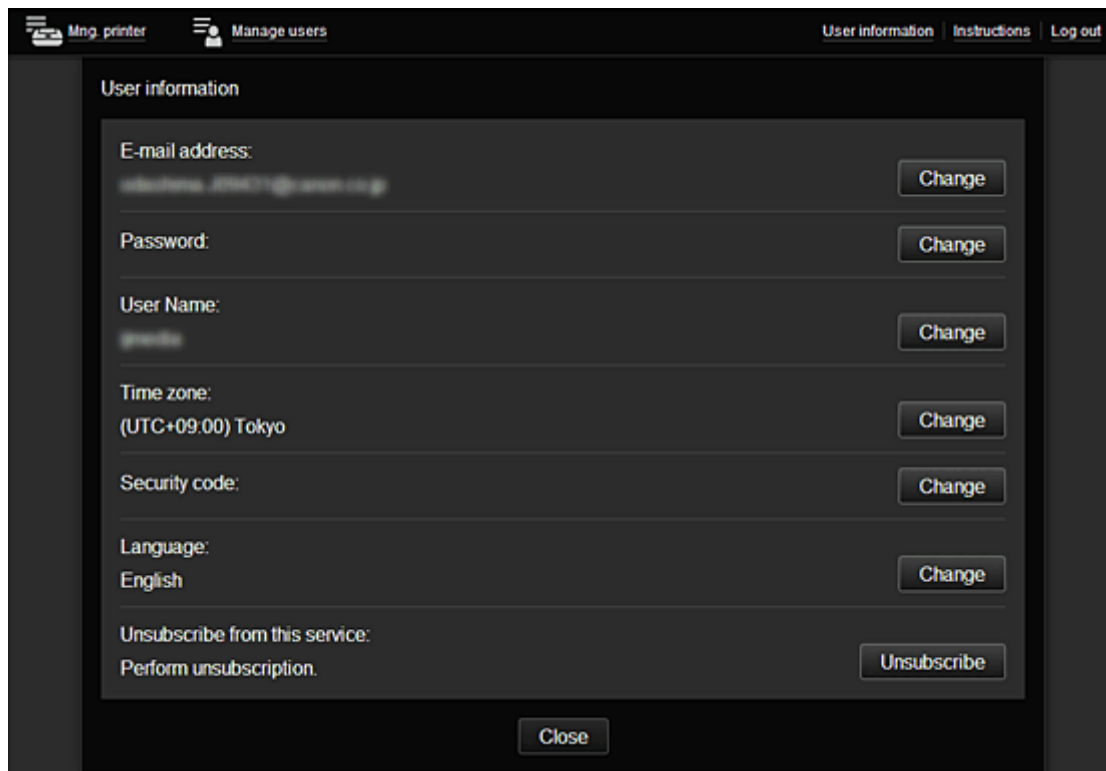 Mng. printer Manage users User information Instructions Log out
User information
E-mail address:
Change
Password:
Change
User Name:
Change
Time zone:
(UTC+09:00) Tokyo
Change
Security code:
Change
Language:
English
Change
Unsubscribe from this service:
Perform unsubscription.
Unsubscribe
Close